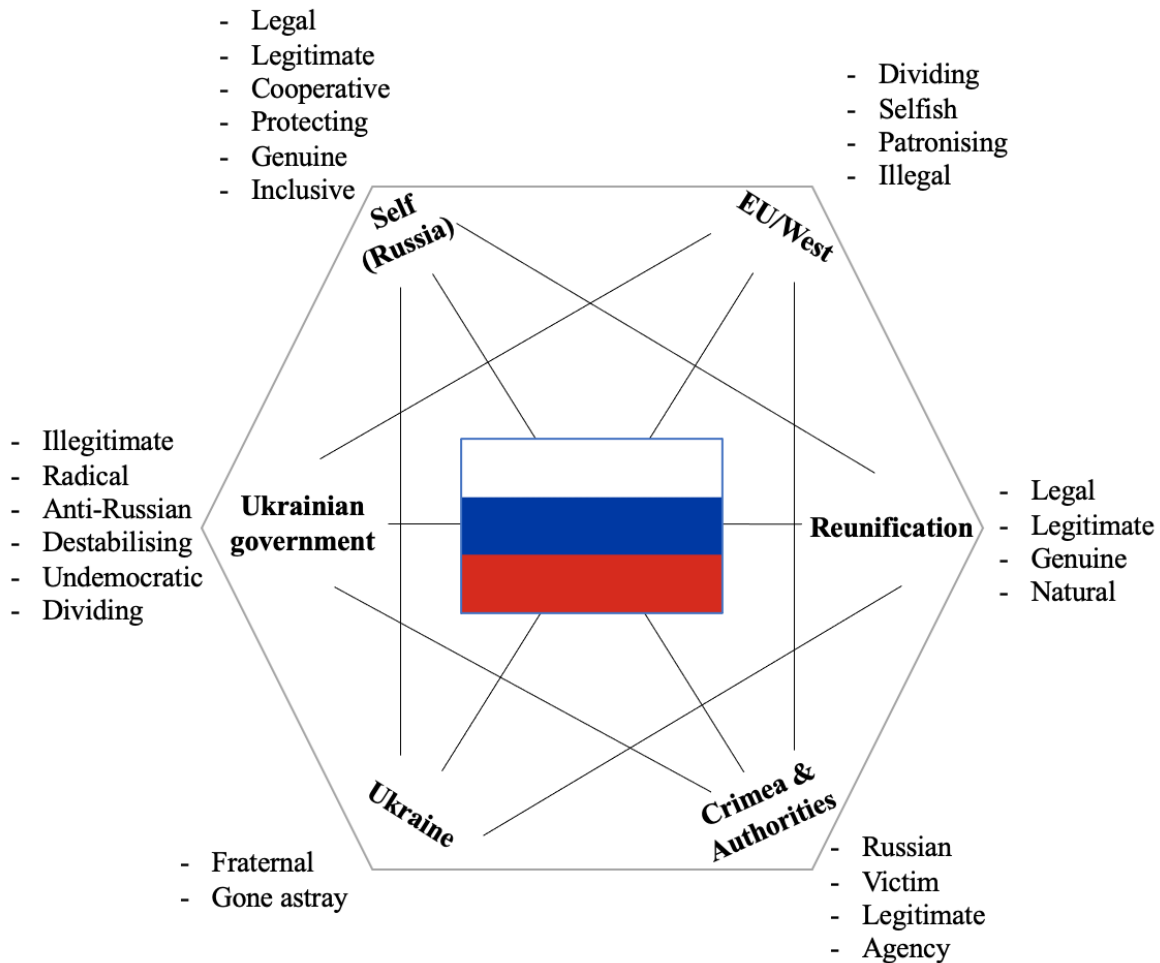 - Legal
- Legitimate
- Cooperative
- Protecting
- Genuine
- Inclusive
- Dividing
- Selfish
- Patronising
- Illegal
Self
(Russia)
EU/West
- Illegitimate
- Radical
- Anti-Russian
- Destabilising
- Undemocratic
- Dividing
Ukrainian
government
Reunification
- Legal
- Legitimate
- Genuine
- Natural
Ukraine
Crimea &
Authorities
- Fraternal
- Gone astray
- Russian
- Victim
- Legitimate
- Agency